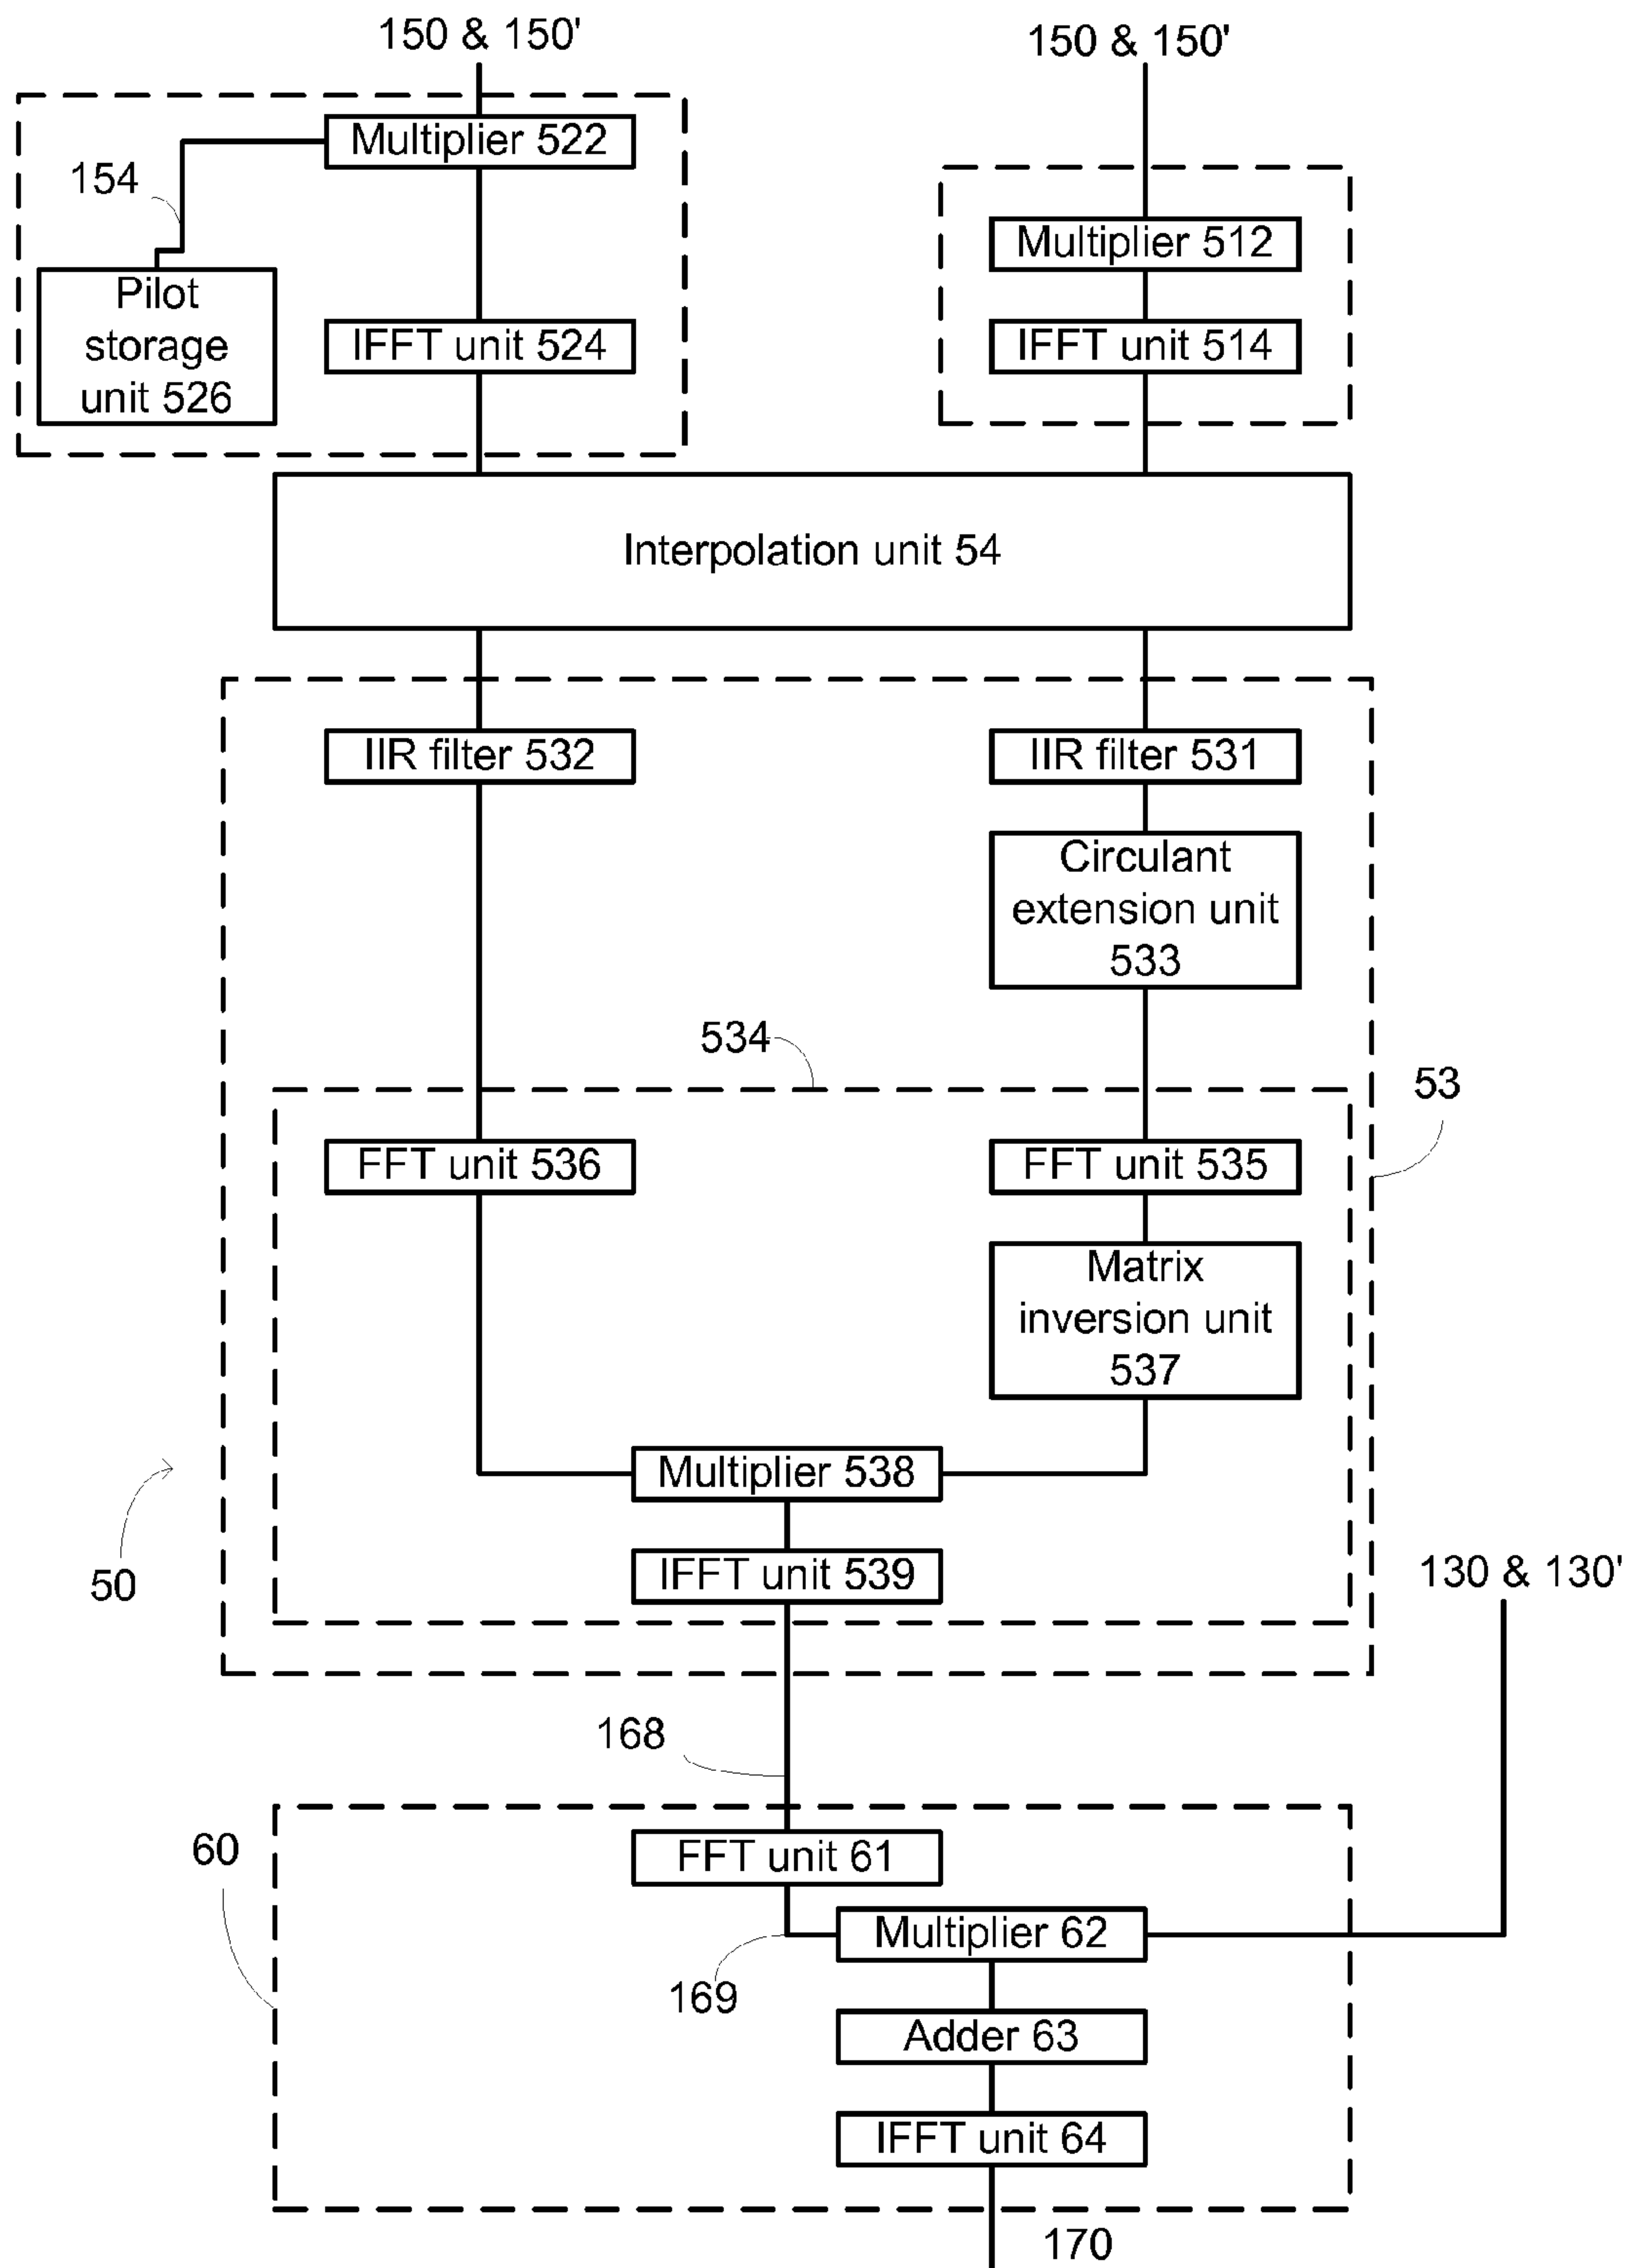 150 & 150'
150 & 150'
Multiplier 522
154
Multiplier 512
Pilot
storage
unit 526
IFFT unit 524
IFFT unit 514
Interpolation unit 54
IIR filter 532
IIR filter 531
Circulant
extension unit
533
534
53
FFT unit 536
FFT unit 535
Matrix
inversion unit
537
Multiplier 538
50
IFFT unit 539
130 & 130'
168
60
FFT unit 61
Multiplier 62
169
Adder 63
IFFT unit 64
170